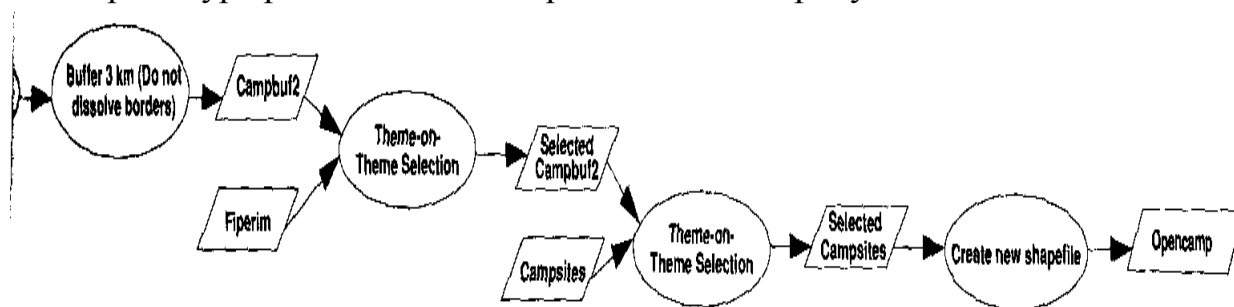 Buffer 3 km (Do not
dissolve borders)
Campbuf2
Fiperim
Theme-on-
Theme Selection
Selected
Campbuf2
Campsites
Theme-on-
Theme Selection
Selected
Campsites
Create new shapefile
Opencamp